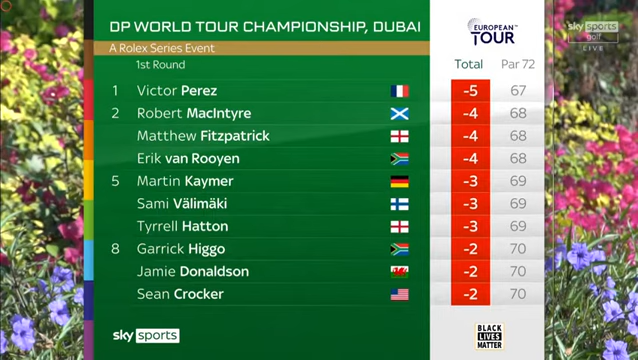 DP WORLD TOUR CHAMPIONSHIP, DUBAI
A Rolex Series Event
1st Round
EUROPEAN
TOUR
Total Par 72
1 Victor Perez -5 67
2 Robert MacIntyre -4 68
Matthew Fitzpatrick -4 68
Erik van Rooyen -4 68
5 Martin Kaymer -3 69
Sami Välimäki -3 69
Tyrrell Hatton -3 69
8 Garrick Higgo -2 70
Jamie Donaldson -2 70
Sean Crocker -2 70
sky sports
BLACK
LIVES
MATTER
sky sports
golf
LIVE